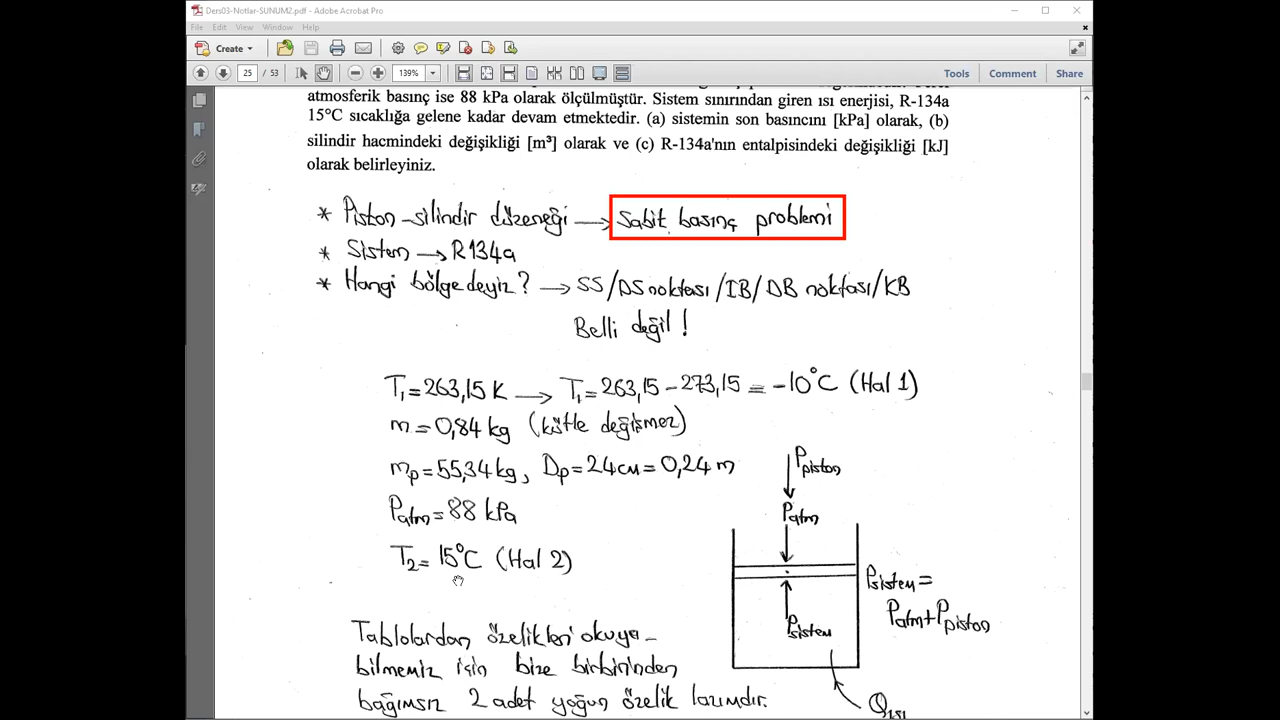 Ders03-Notlar-SUNUM2.pdf - Adobe Acrobat Pro
File Edit View Window Help
Create
25 / 53 139% Tools Comment Share
atmosferik basınç ise 88 kPa olarak ölçülmüştür. Sistem sınırından giren ısı enerjisi, R-134a
15°C sıcaklığa gelene kadar devam etmektedir. (a) sistemin son basıncını [kPa] olarak, (b)
silindir hacmindeki değişikliği [m³] olarak ve (c) R-134a'nın entalpisindeki değişikliği [kJ]
olarak belirleyiniz.
* Piston-silindir düzeneği → Sabit basınç problemi
* Sistem → R134a
* Hangi bölgedeyiz? → SS/DS noktası/IB/DB noktası/KB
Belli değil!
T₁=263,15 K → T₁=263,15-273,15 = -10°C (Hal 1)
m=0,84 kg (kütle değişmez)
mp=55,34 kg, Dp=24 cm=0,24 m
Patm=88 kPa
T₂=15°C (Hal 2)
Ppiston
Patm
Psistem
Psistem=
Patm+Ppiston
Tablolardan özelikleri okuya-
bilmemiz için bize birbirinden
bağımsız 2 adet yoğun özelik lazımdır.
Qısı